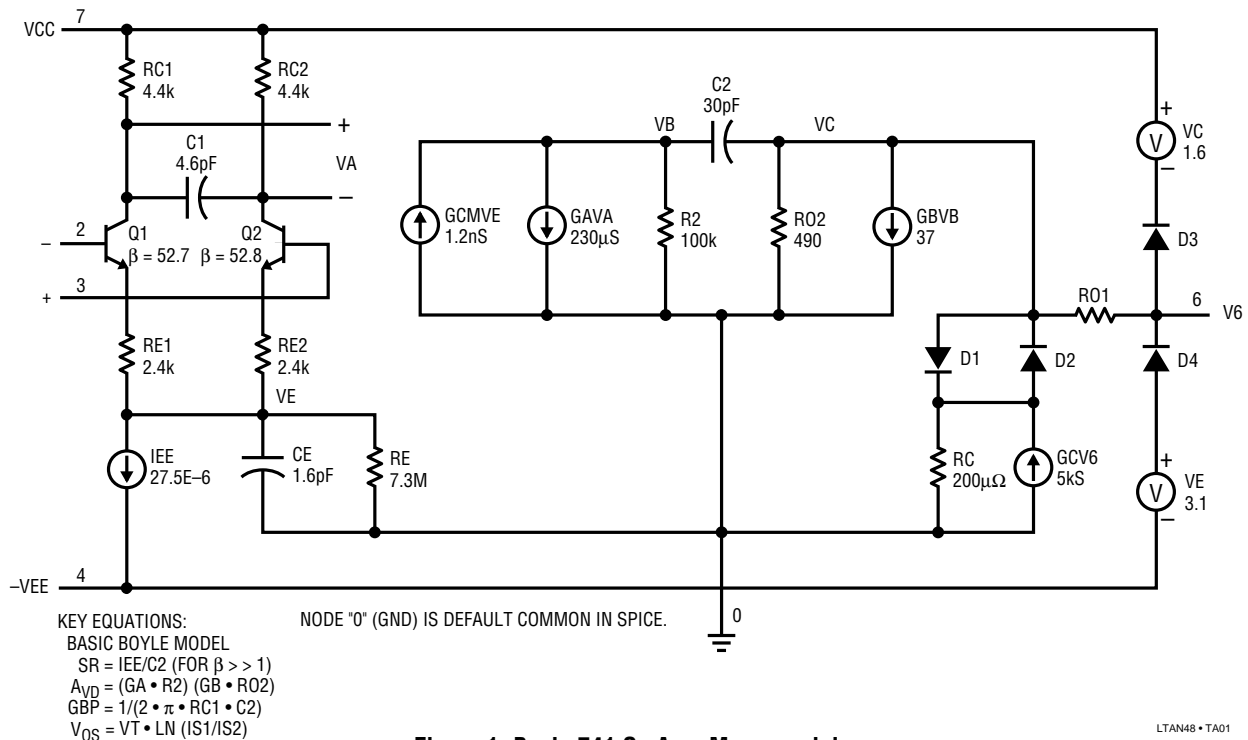 VCC 7
RC1
4.4k
RC2
4.4k
C1
4.6pF
+
VA
–
2
–
Q1
β = 52.7
Q2
β = 52.8
3
+
RE1
2.4k
RE2
2.4k
VE
IEE
27.5E–6
CE
1.6pF
RE
7.3M
–VEE 4
GCMVE
1.2nS
GAVA
230μS
VB
C2
30pF
VC
R2
100k
RO2
490
GBVB
37
+
V
VC
1.6
–
D3
RO1
6
V6
D1
D2
D4
RC
200μΩ
GCV6
5kS
+
V
VE
3.1
–
0
NODE "0" (GND) IS DEFAULT COMMON IN SPICE.
KEY EQUATIONS:
BASIC BOYLE MODEL
SR = IEE/C2 (FOR β > > 1)
AVD = (GA • R2) (GB • RO2)
GBP = 1/(2 • π • RC1 • C2)
VOS = VT • LN (IS1/IS2)
LTAN48 • TA01